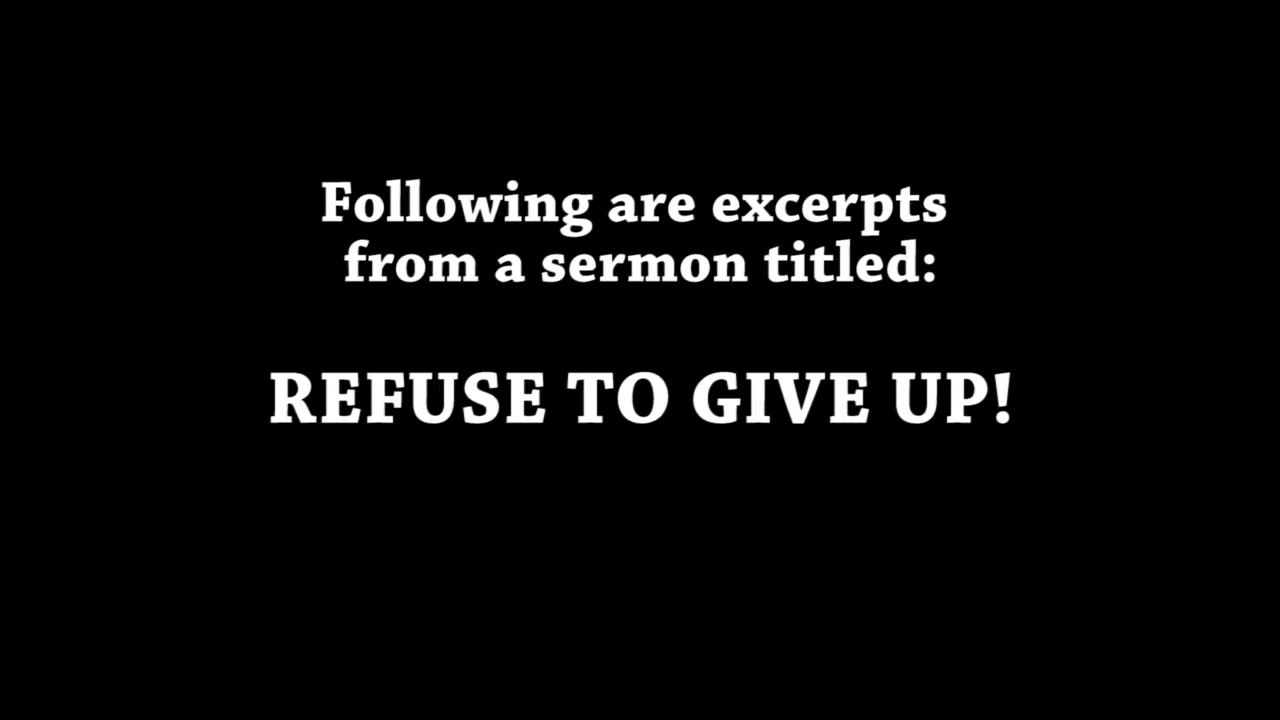 Following are excerpts
from a sermon titled:
REFUSE TO GIVE UP!